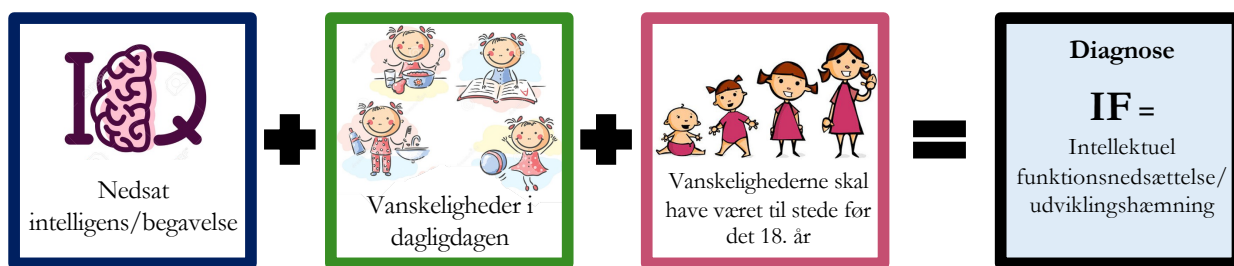 IQ
Nedsat
intelligens/begavelse
Vanskeligheder i
dagligdagen
Vanskelighederne skal
have været til stede før
det 18. år
Diagnose
IF =
Intellektuel
funktionsnedsættelse/
udviklingshæmning